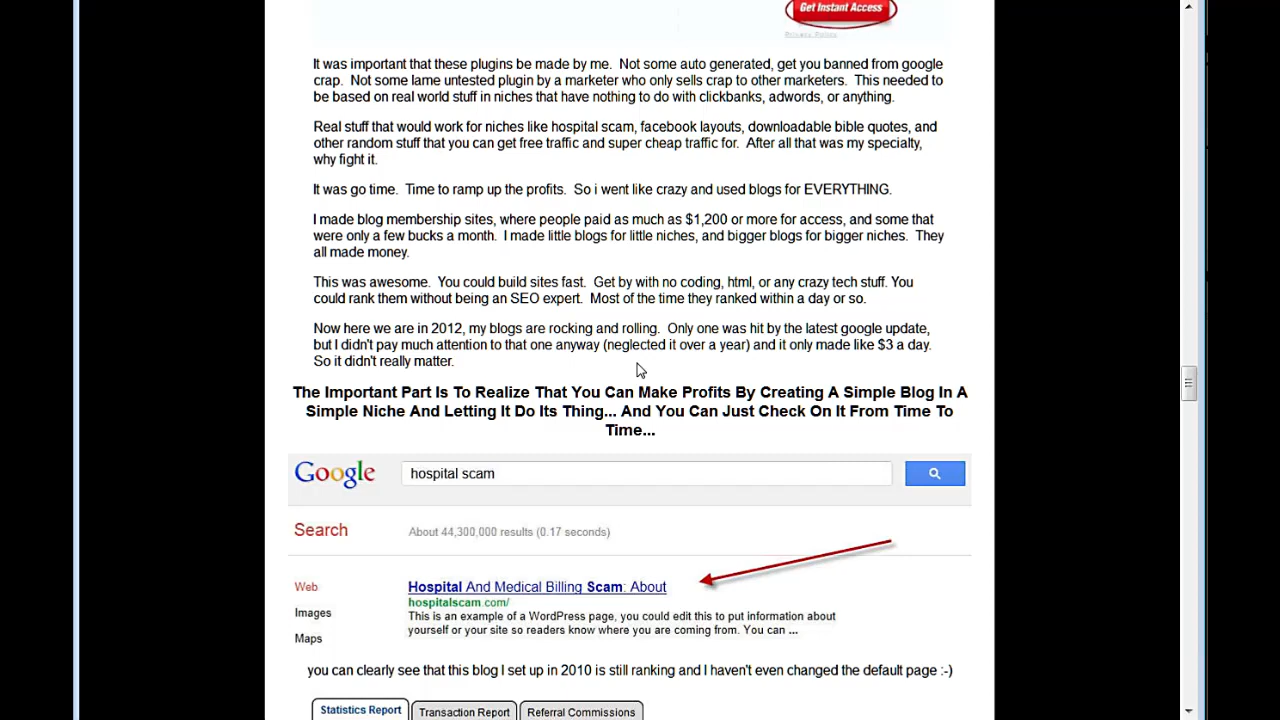 Get Instant Access
Privacy Policy
It was important that these plugins be made by me. Not some auto generated, get you banned from google
crap. Not some lame untested plugin by a marketer who only sells crap to other marketers. This needed to
be based on real world stuff in niches that have nothing to do with clickbanks, adwords, or anything.
Real stuff that would work for niches like hospital scam, facebook layouts, downloadable bible quotes, and
other random stuff that you can get free traffic and super cheap traffic for. After all that was my specialty,
why fight it.
It was go time. Time to ramp up the profits. So i went like crazy and used blogs for EVERYTHING.
I made blog membership sites, where people paid as much as $1,200 or more for access, and some that
were only a few bucks a month. I made little blogs for little niches, and bigger blogs for bigger niches. They
all made money.
This was awesome. You could build sites fast. Get by with no coding, html, or any crazy tech stuff. You
could rank them without being an SEO expert. Most of the time they ranked within a day or so.
Now here we are in 2012, my blogs are rocking and rolling. Only one was hit by the latest google update,
but I didn't pay much attention to that one anyway (neglected it over a year) and it only made like $3 a day.
So it didn't really matter.
The Important Part Is To Realize That You Can Make Profits By Creating A Simple Blog In A
Simple Niche And Letting It Do Its Thing... And You Can Just Check On It From Time To
Time...
Google hospital scam
Search About 44,300,000 results (0.17 seconds)
Web Hospital And Medical Billing Scam: About
hospitalscam.com/
Images This is an example of a WordPress page, you could edit this to put information about
yourself or your site so readers know where you are coming from. You can ...
Maps
you can clearly see that this blog I set up in 2010 is still ranking and I haven't even changed the default page :-)
Statistics Report Transaction Report Referral Commissions